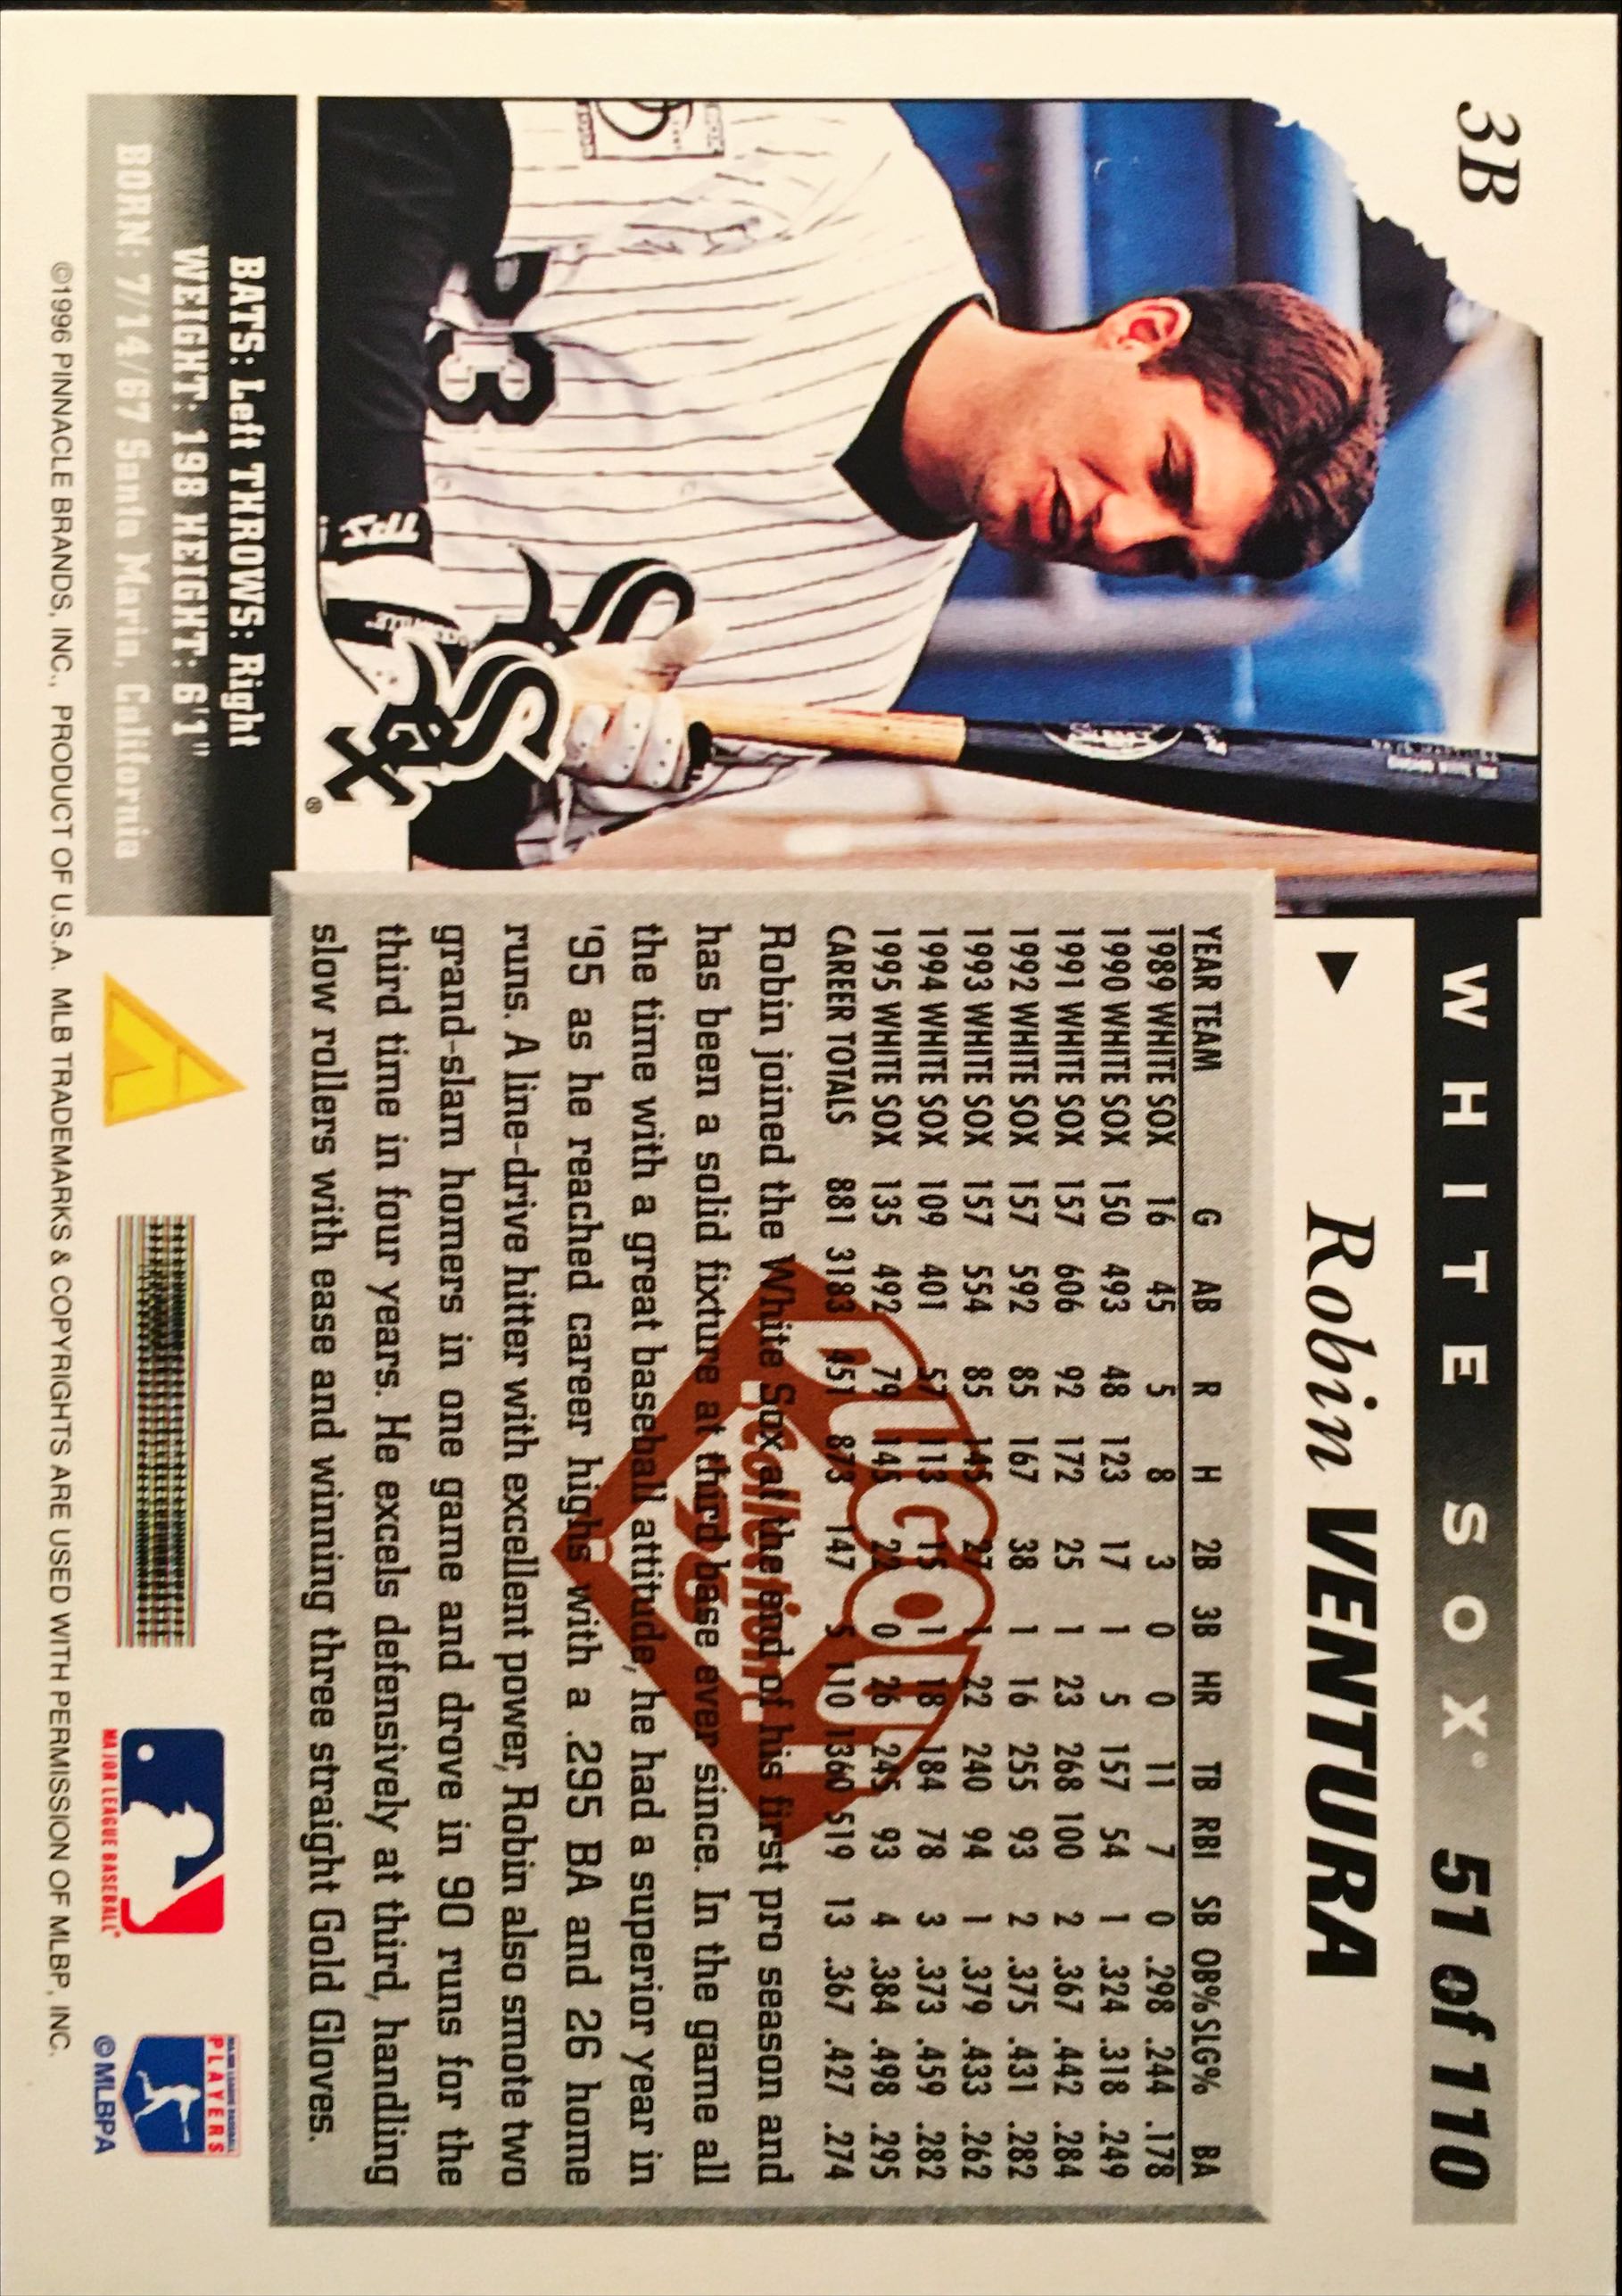 3B
WHITE SOX® 51 of 110
Robin VENTURA
YEAR TEAM G AB R H 2B 3B HR TB RBI SB OB% SLG% BA
1989 WHITE SOX 16 45 5 8 3 0 0 11 7 0 .298 .244 .178
1990 WHITE SOX 150 493 48 123 17 1 5 157 54 1 .324 .318 .249
1991 WHITE SOX 157 606 92 172 25 1 23 268 100 2 .367 .442 .284
1992 WHITE SOX 157 592 85 167 38 1 16 255 93 2 .375 .431 .282
1993 WHITE SOX 157 554 85 145 27 1 22 240 94 1 .379 .433 .262
1994 WHITE SOX 109 401 57 113 15 1 18 184 78 3 .373 .459 .282
1995 WHITE SOX 135 492 79 145 22 0 26 245 93 4 .384 .498 .295
CAREER TOTALS 881 3183 451 873 147 5 110 1360 519 13 .367 .427 .274
Robin joined the White Sox at the end of his first pro season and
has been a solid fixture at third base ever since. In the game all
the time with a great baseball attitude, he had a superior year in
'95 as he reached career highs with a .295 BA and 26 home
runs. A line-drive hitter with excellent power, Robin also smote two
grand-slam homers in one game and drove in 90 runs for the
third time in four years. He excels defensively at third, handling
slow rollers with ease and winning three straight Gold Gloves.
DUGOUT
Collection
96
23
TPX
Sox
®
BATS: Left THROWS: Right
WEIGHT: 198 HEIGHT: 6'1"
BORN: 7/14/67 Santa Maria, California
MAJOR LEAGUE BASEBALL
PLAYERS
©MLBPA
©1996 PINNACLE BRANDS, INC., PRODUCT OF U.S.A. MLB TRADEMARKS & COPYRIGHTS ARE USED WITH PERMISSION OF MLBP, INC.